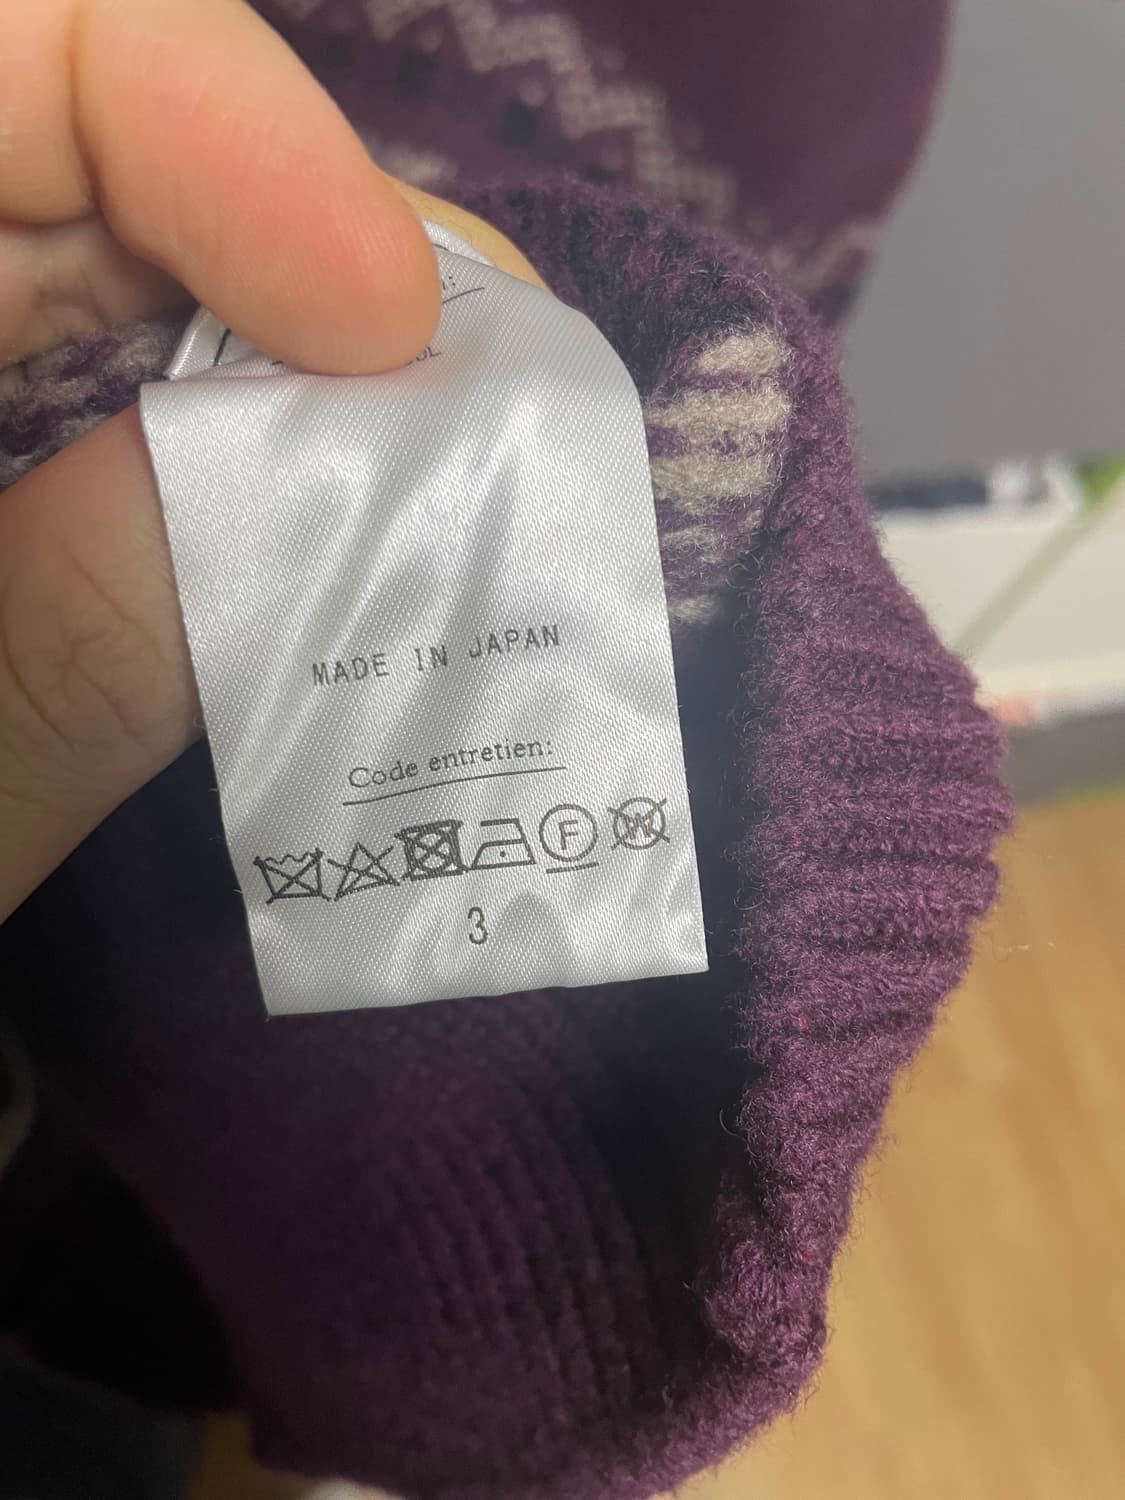 MADE IN JAPAN
Code entretien:
F W
3